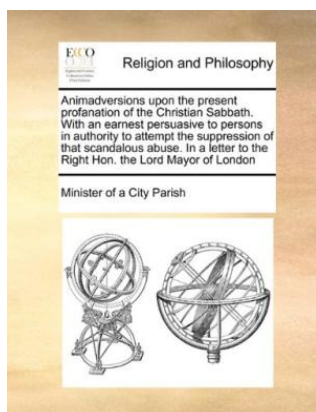 ECCO
Religion and Philosophy
Animadversions upon the present
profanation of the Christian Sabbath.
With an earnest persuasive to persons
in authority to attempt the suppression of
that scandalous abuse. In a letter to the
Right Hon. the Lord Mayor of London
Minister of a City Parish